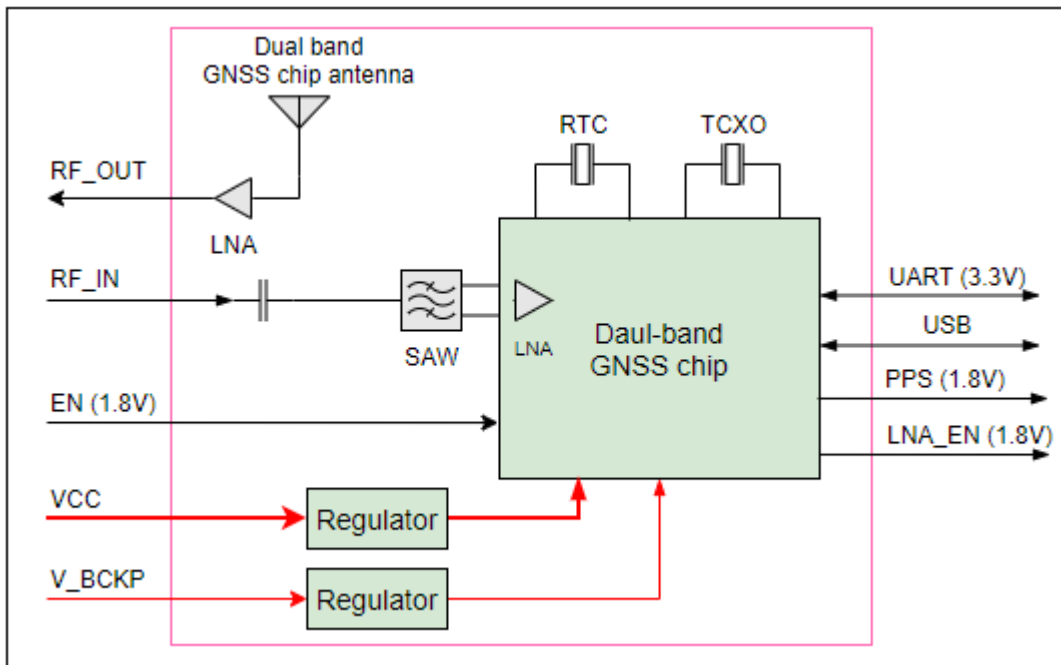 Dual band
GNSS chip antenna
RTC
TCXO
RF_OUT
LNA
RF_IN
UART (3.3V)
SAW
LNA
Daul-band
GNSS chip
USB
PPS (1.8V)
EN (1.8V)
LNA_EN (1.8V)
VCC
Regulator
V_BCKP
Regulator